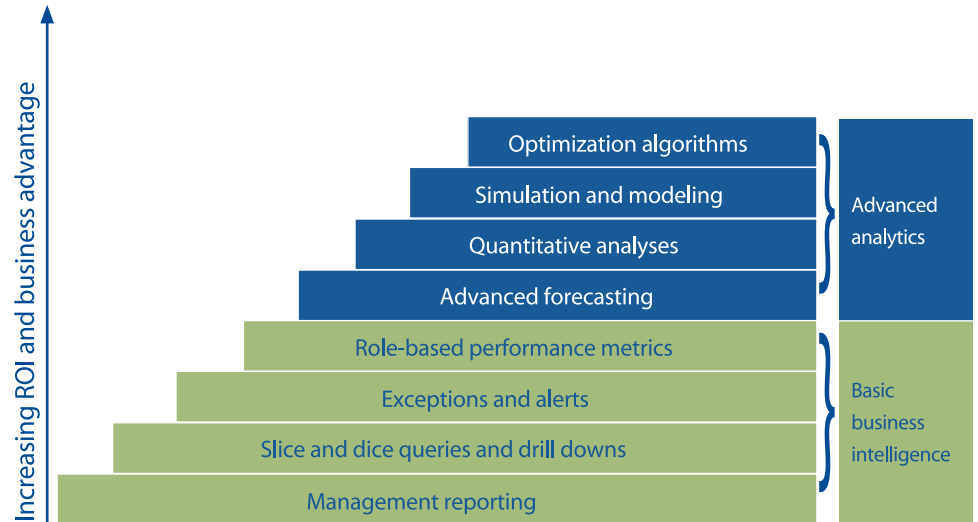 Increasing ROI and business advantage
Optimization algorithms
Simulation and modeling
Quantitative analyses
Advanced forecasting
Advanced
analytics
Role-based performance metrics
Exceptions and alerts
Slice and dice queries and drill downs
Management reporting
Basic
business
intelligence